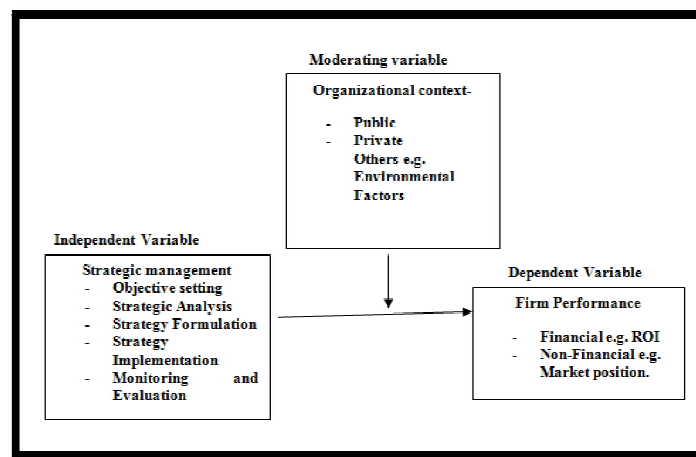 Moderating variable
Organizational context-
- Public
- Private
Others e.g.
Environmental
Factors
Independent Variable
Strategic management
- Objective setting
- Strategic Analysis
- Strategy Formulation
- Strategy
Implementation
- Monitoring and
Evaluation
Dependent Variable
Firm Performance
- Financial e.g. ROI
- Non-Financial e.g.
Market position.